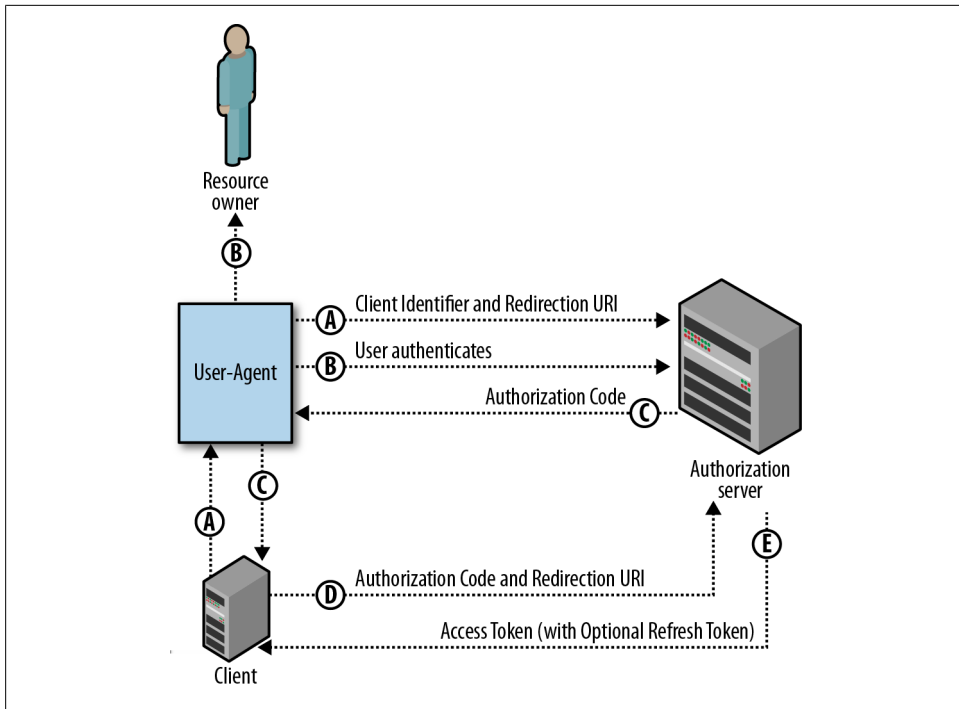 Resource
owner
B
A Client Identifier and Redirection URI
B User authenticates
User-Agent
Authorization Code C
Authorization
server
C
A
E
D Authorization Code and Redirection URI
Access Token (with Optional Refresh Token)
Client